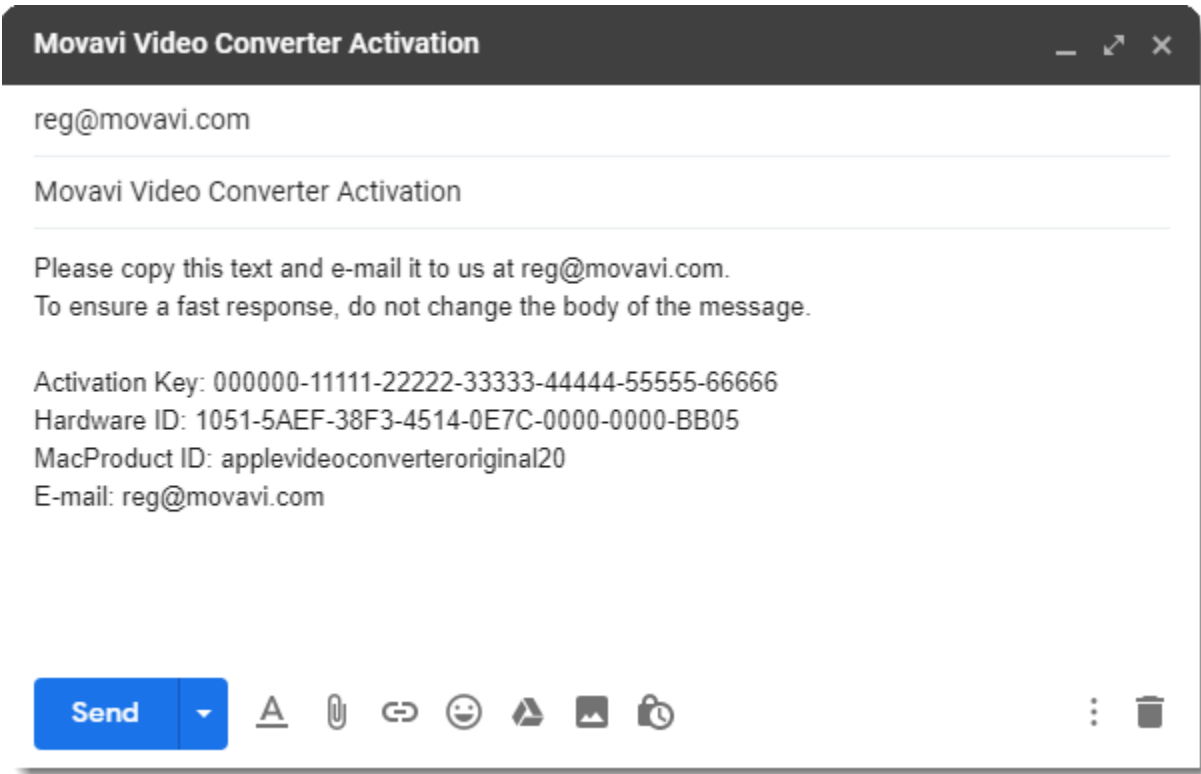 Movavi Video Converter Activation
reg@movavi.com
Movavi Video Converter Activation
Please copy this text and e-mail it to us at reg@movavi.com.
To ensure a fast response, do not change the body of the message.
Activation Key: 000000-11111-22222-33333-44444-55555-66666
Hardware ID: 1051-5AEF-38F3-4514-0E7C-0000-0000-BB05
MacProduct ID: applevideoconverteroriginal20
E-mail: reg@movavi.com
Send